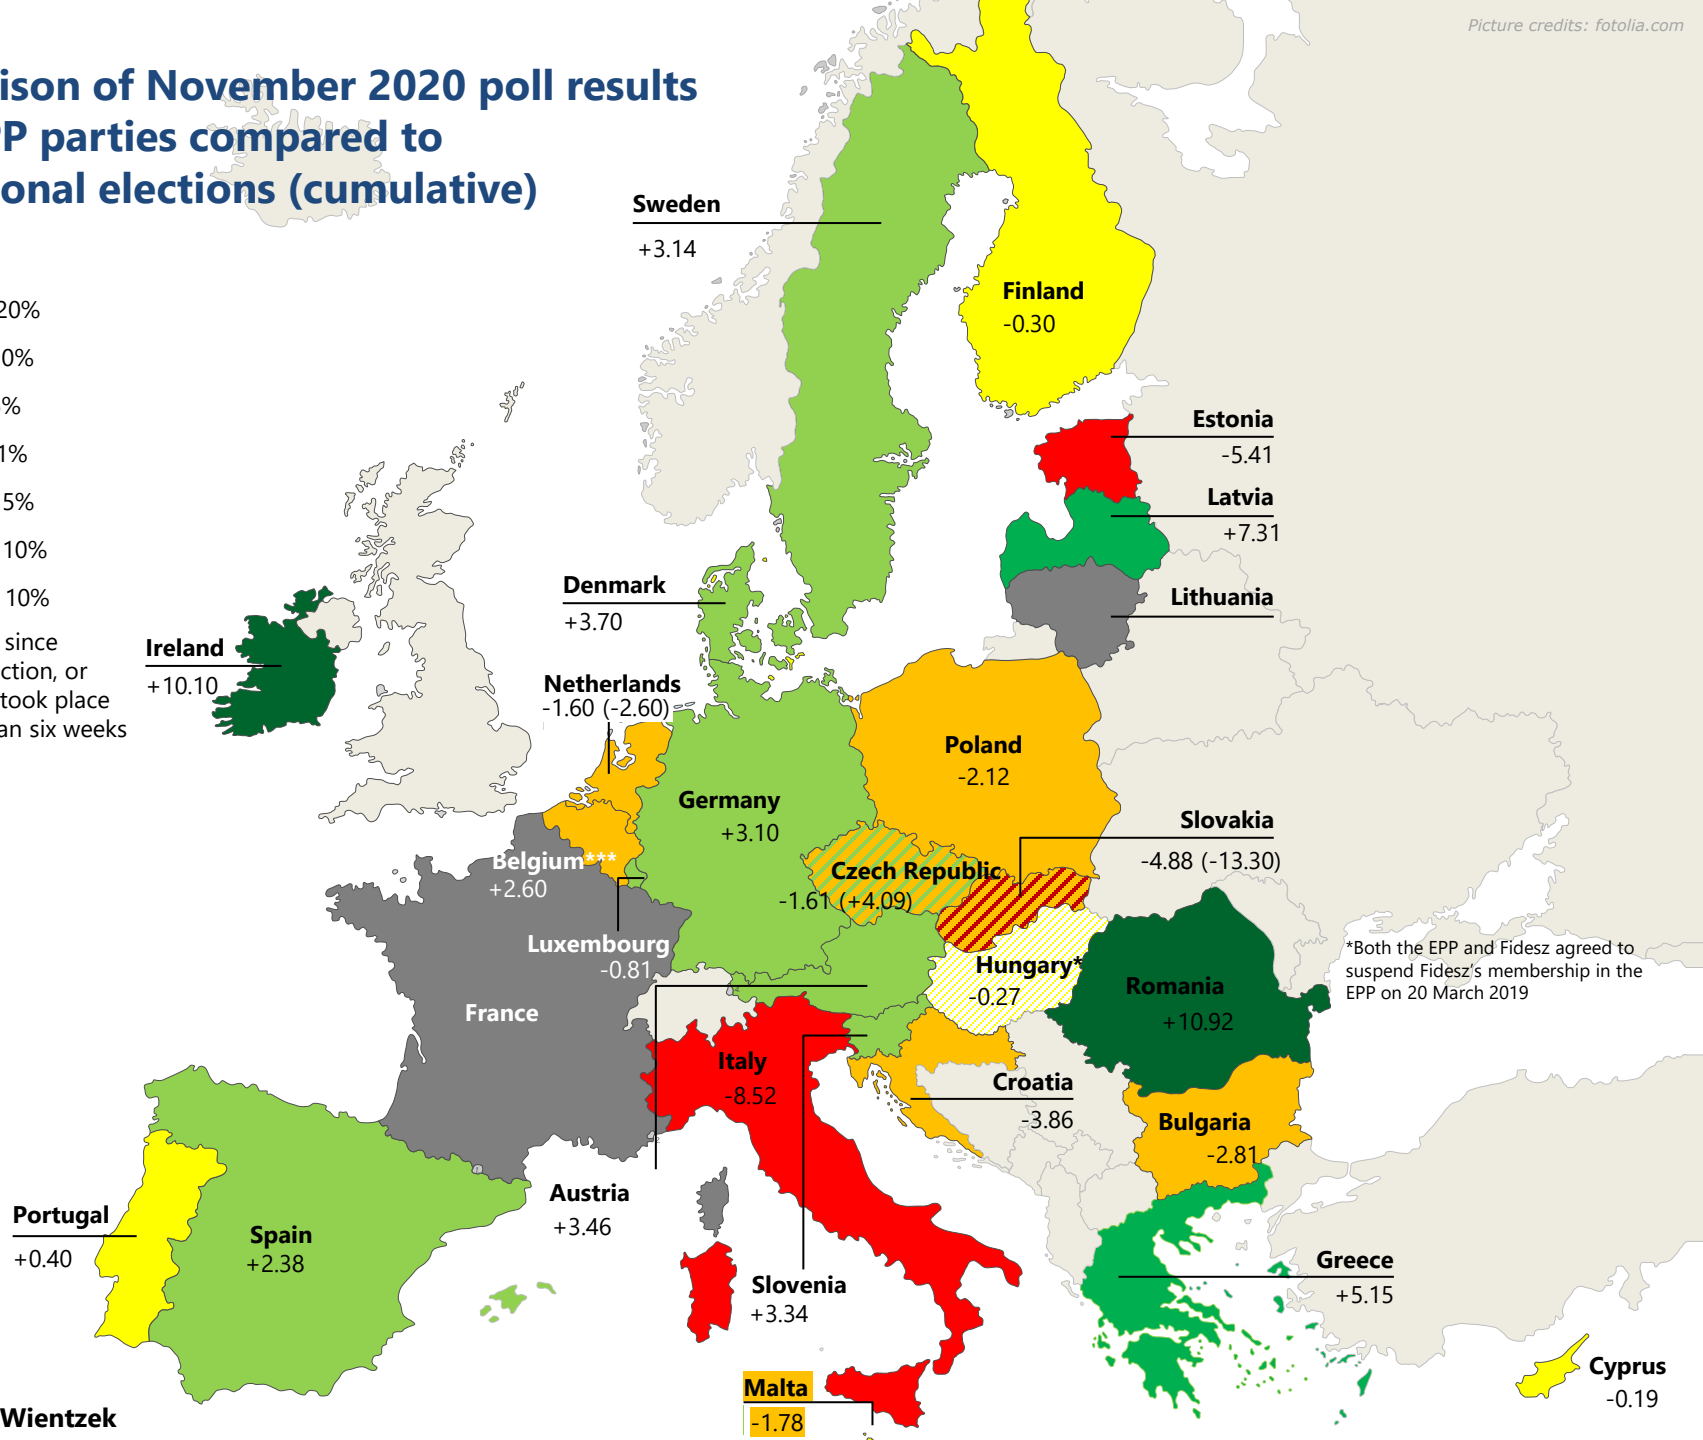 Picture credits: fotolia.com
ison of November 2020 poll results
PP parties compared to
onal elections (cumulative)
20%
0%
%
1%
5%
10%
10%
since
ction, or
took place
an six weeks
Sweden
+3.14
Finland
-0.30
Estonia
-5.41
Latvia
+7.31
Lithuania
Denmark
+3.70
Ireland
+10.10
Netherlands
-1.60 (-2.60)
Poland
-2.12
Germany
+3.10
Slovakia
-4.88 (-13.30)
Belgium***
+2.60
Czech Republic
-1.61 (+4.09)
Luxembourg
-0.81
Hungary*
-0.27
*Both the EPP and Fidesz agreed to
suspend Fidesz's membership in the
EPP on 20 March 2019
Romania
+10.92
France
Italy
-8.52
Croatia
-3.86
Bulgaria
-2.81
Austria
+3.46
Portugal
+0.40
Spain
+2.38
Slovenia
+3.34
Greece
+5.15
Malta
-1.78
Cyprus
-0.19
Wientzek